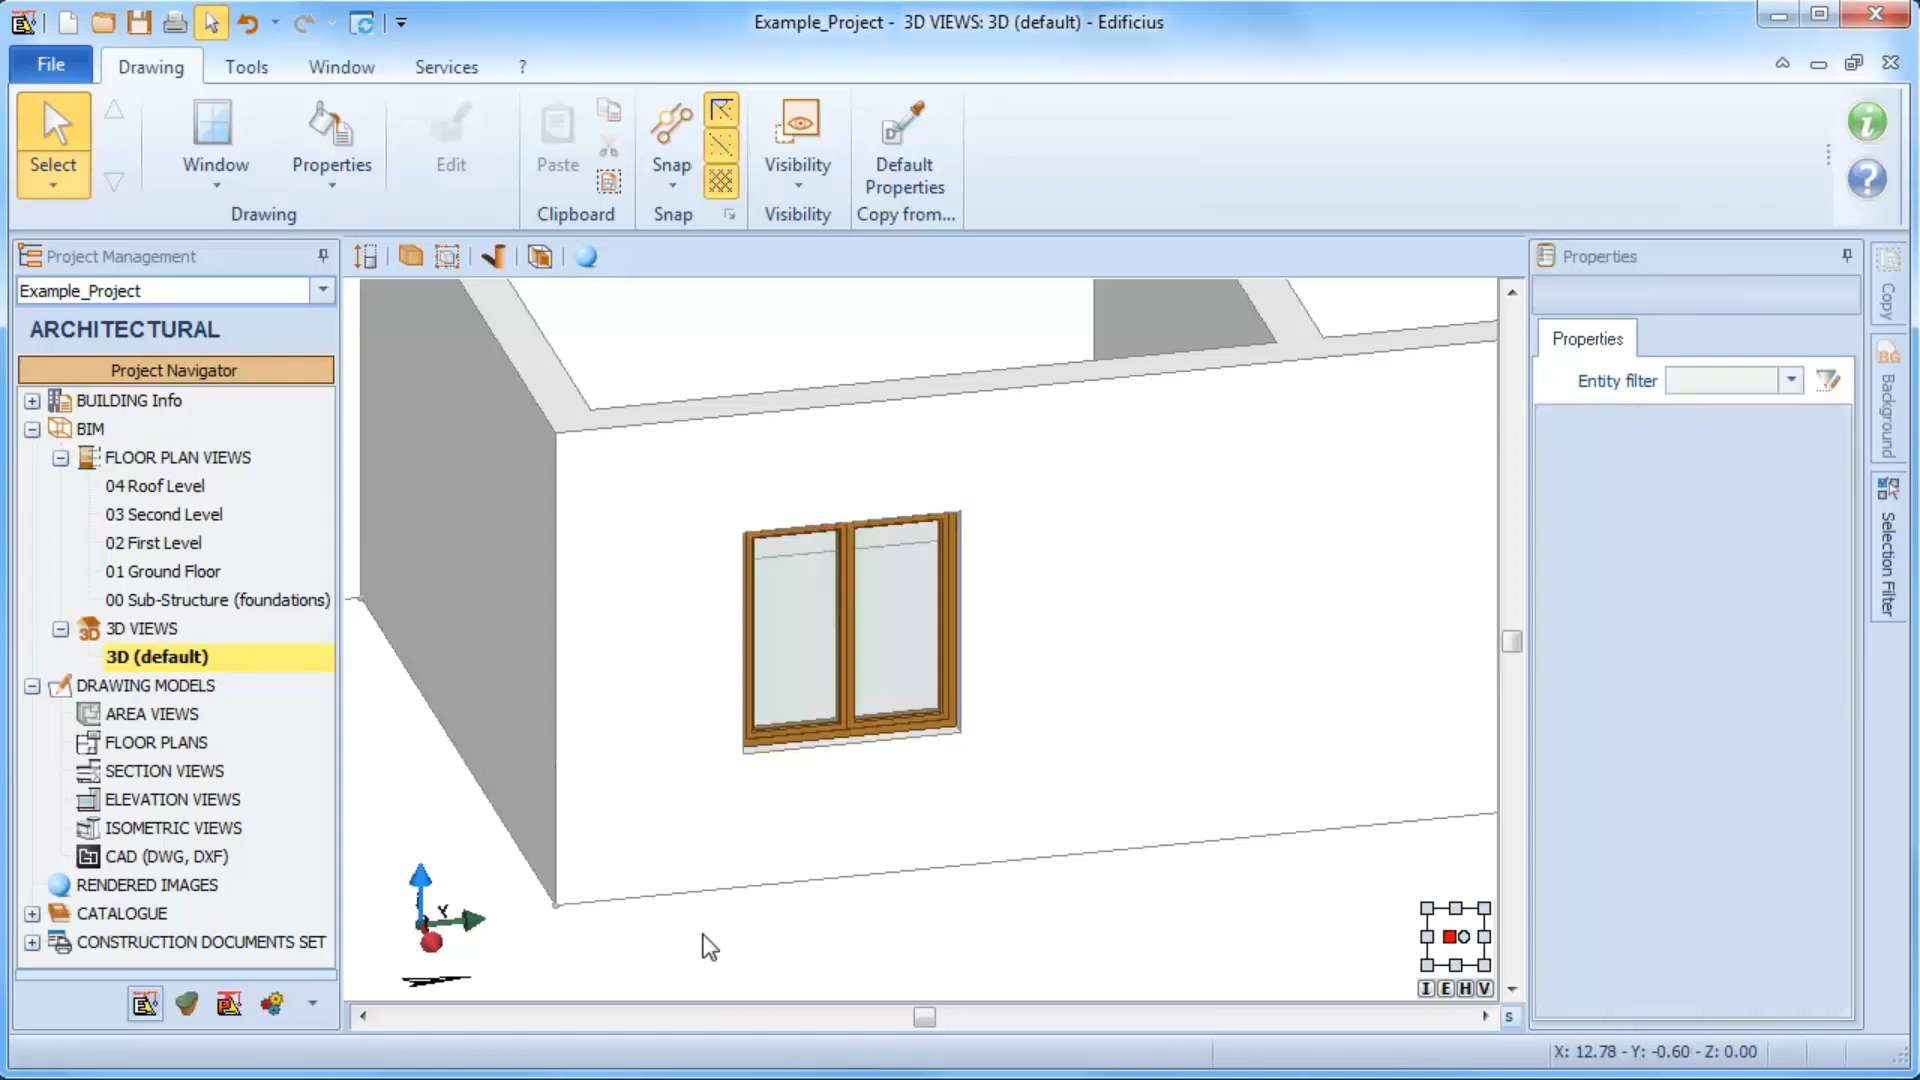 Example_Project - 3D VIEWS: 3D (default) - Edificius
File
Drawing
Tools
Window
Services
?
Select
Window
Properties
Edit
Paste
Snap
Visibility
Default
Properties
Drawing
Clipboard
Snap
Visibility
Copy from...
Project Management
Example_Project
ARCHITECTURAL
Project Navigator
BUILDING Info
BIM
FLOOR PLAN VIEWS
04 Roof Level
03 Second Level
02 First Level
01 Ground Floor
00 Sub-Structure (foundations)
3D VIEWS
3D (default)
DRAWING MODELS
AREA VIEWS
FLOOR PLANS
SECTION VIEWS
ELEVATION VIEWS
ISOMETRIC VIEWS
CAD (DWG, DXF)
RENDERED IMAGES
CATALOGUE
CONSTRUCTION DOCUMENTS SET
Y
I E H V
S
Properties
Properties
Entity filter
Copy
BG
Background
Selection Filter
X: 12.78 - Y: -0.60 - Z: 0.00